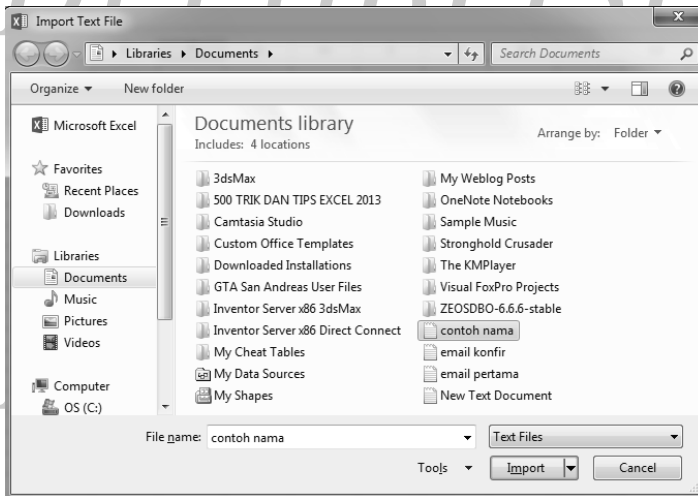 Import Text File
Libraries Documents
Search Documents
Organize New folder
Microsoft Excel
Favorites
Recent Places
Downloads
Libraries
Documents
Music
Pictures
Videos
Computer
OS (C:)
Documents library
Includes: 4 locations
Arrange by: Folder
3dsMax
500 TRIK DAN TIPS EXCEL 2013
Camtasia Studio
Custom Office Templates
Downloaded Installations
GTA San Andreas User Files
Inventor Server x86 3dsMax
Inventor Server x86 Direct Connect
My Cheat Tables
My Data Sources
My Shapes
My Weblog Posts
OneNote Notebooks
Sample Music
Stronghold Crusader
The KMPlayer
Visual FoxPro Projects
ZEOSDBO-6.6.6-stable
contoh nama
email konfir
email pertama
New Text Document
File name: contoh nama
Text Files
Tools Import Cancel